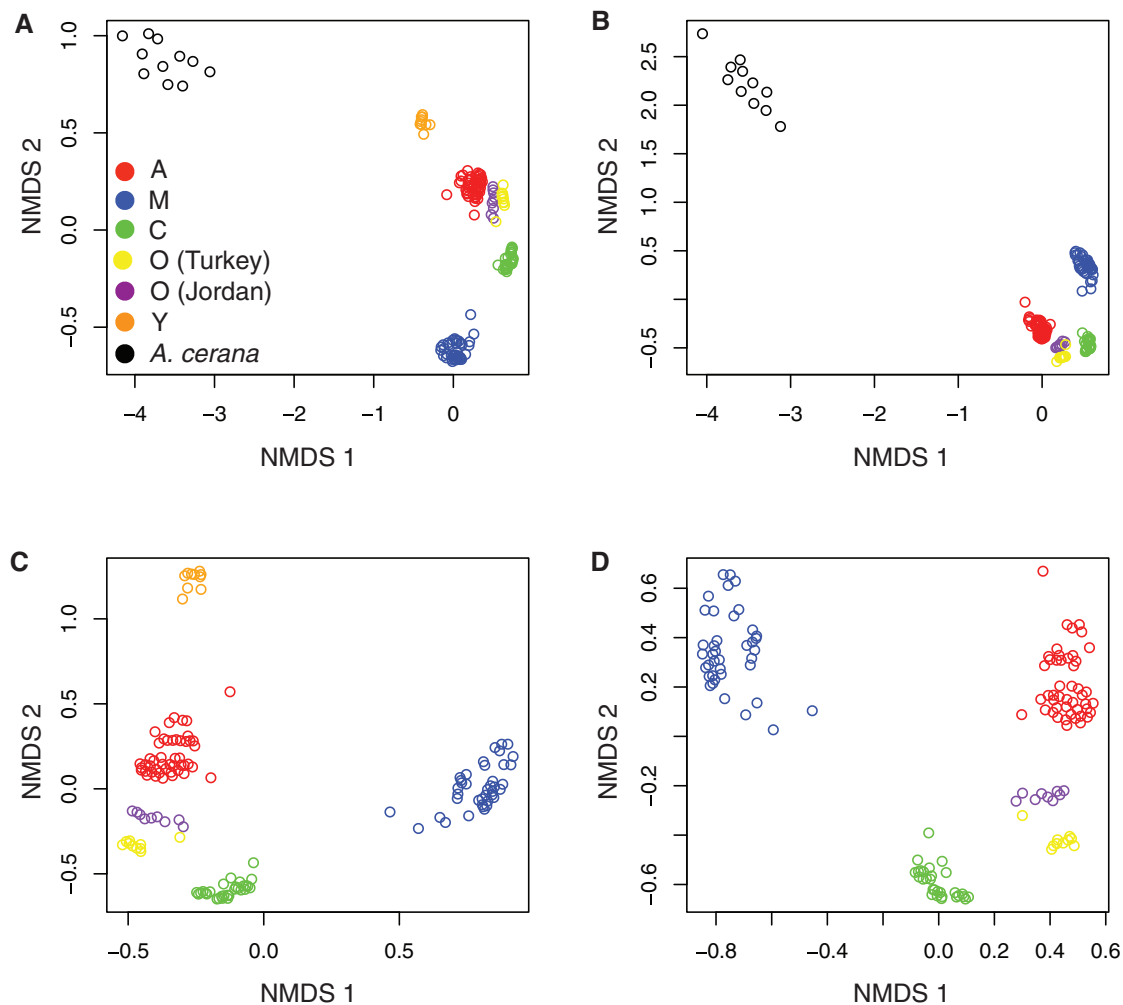 A
NMDS 2
1.0
0.5
0.0
−0.5
A
M
C
O (Turkey)
O (Jordan)
Y
A. cerana
−4 −3 −2 −1 0
NMDS 1
B
NMDS 2
2.5
2.0
1.5
0.5
−0.5
−4 −3 −2 −1 0
NMDS 1
C
NMDS 2
1.0
0.5
0.0
−0.5
−0.5 0.0 0.5
NMDS 1
D
NMDS 2
0.6
0.4
0.2
−0.2
−0.6
−0.8 −0.4 0.0 0.2 0.4 0.6
NMDS 1